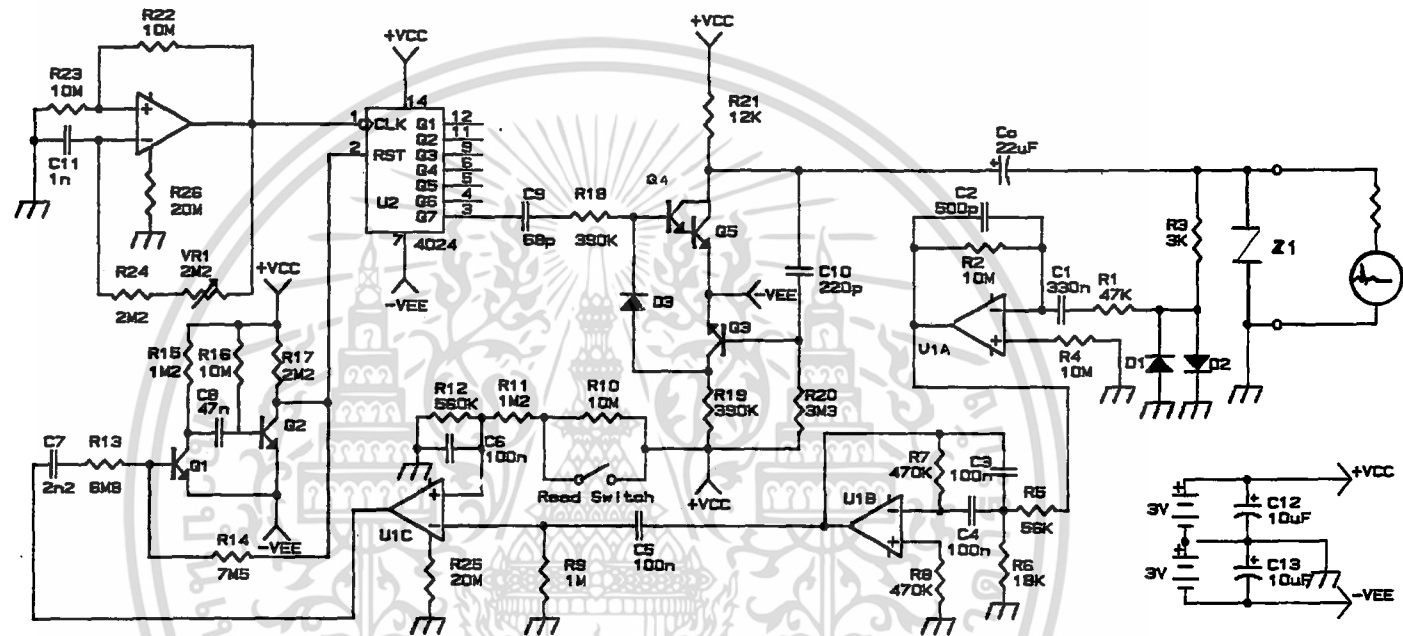 R22
10M
R23
10M
C11
1n
R26
20M
R24
2M2
VR1
2M2
+VCC
14
1
CLK
2
RST
Q1 12
Q2 11
Q3 9
Q4 6
Q5 5
Q6 4
Q7 3
U2
7
4024
-VEE
C9
68p
R18
390K
+VCC
R21
12K
Q4
Q5
-VEE
Q3
D3
C10
220p
R19
390K
R20
3M3
+VCC
Co
22uF
C2
500p
R2
10M
C1
330n
R1
47K
R4
10M
U1A
D1
D2
R3
3K
Z1
+VCC
R15
1M2
R16
10M
R17
2M2
C8
47n
Q1
Q2
-VEE
C7
2n2
R13
6M8
R14
7M5
R12
560K
R11
1M2
R10
10M
C6
100n
Reed Switch
U1C
R25
20M
R9
1M
C5
100n
U1B
R7
470K
C3
100n
C4
100n
R5
56K
R6
18K
R8
470K
+VCC
3V
C12
10uF
3V
C13
10uF
-VEE